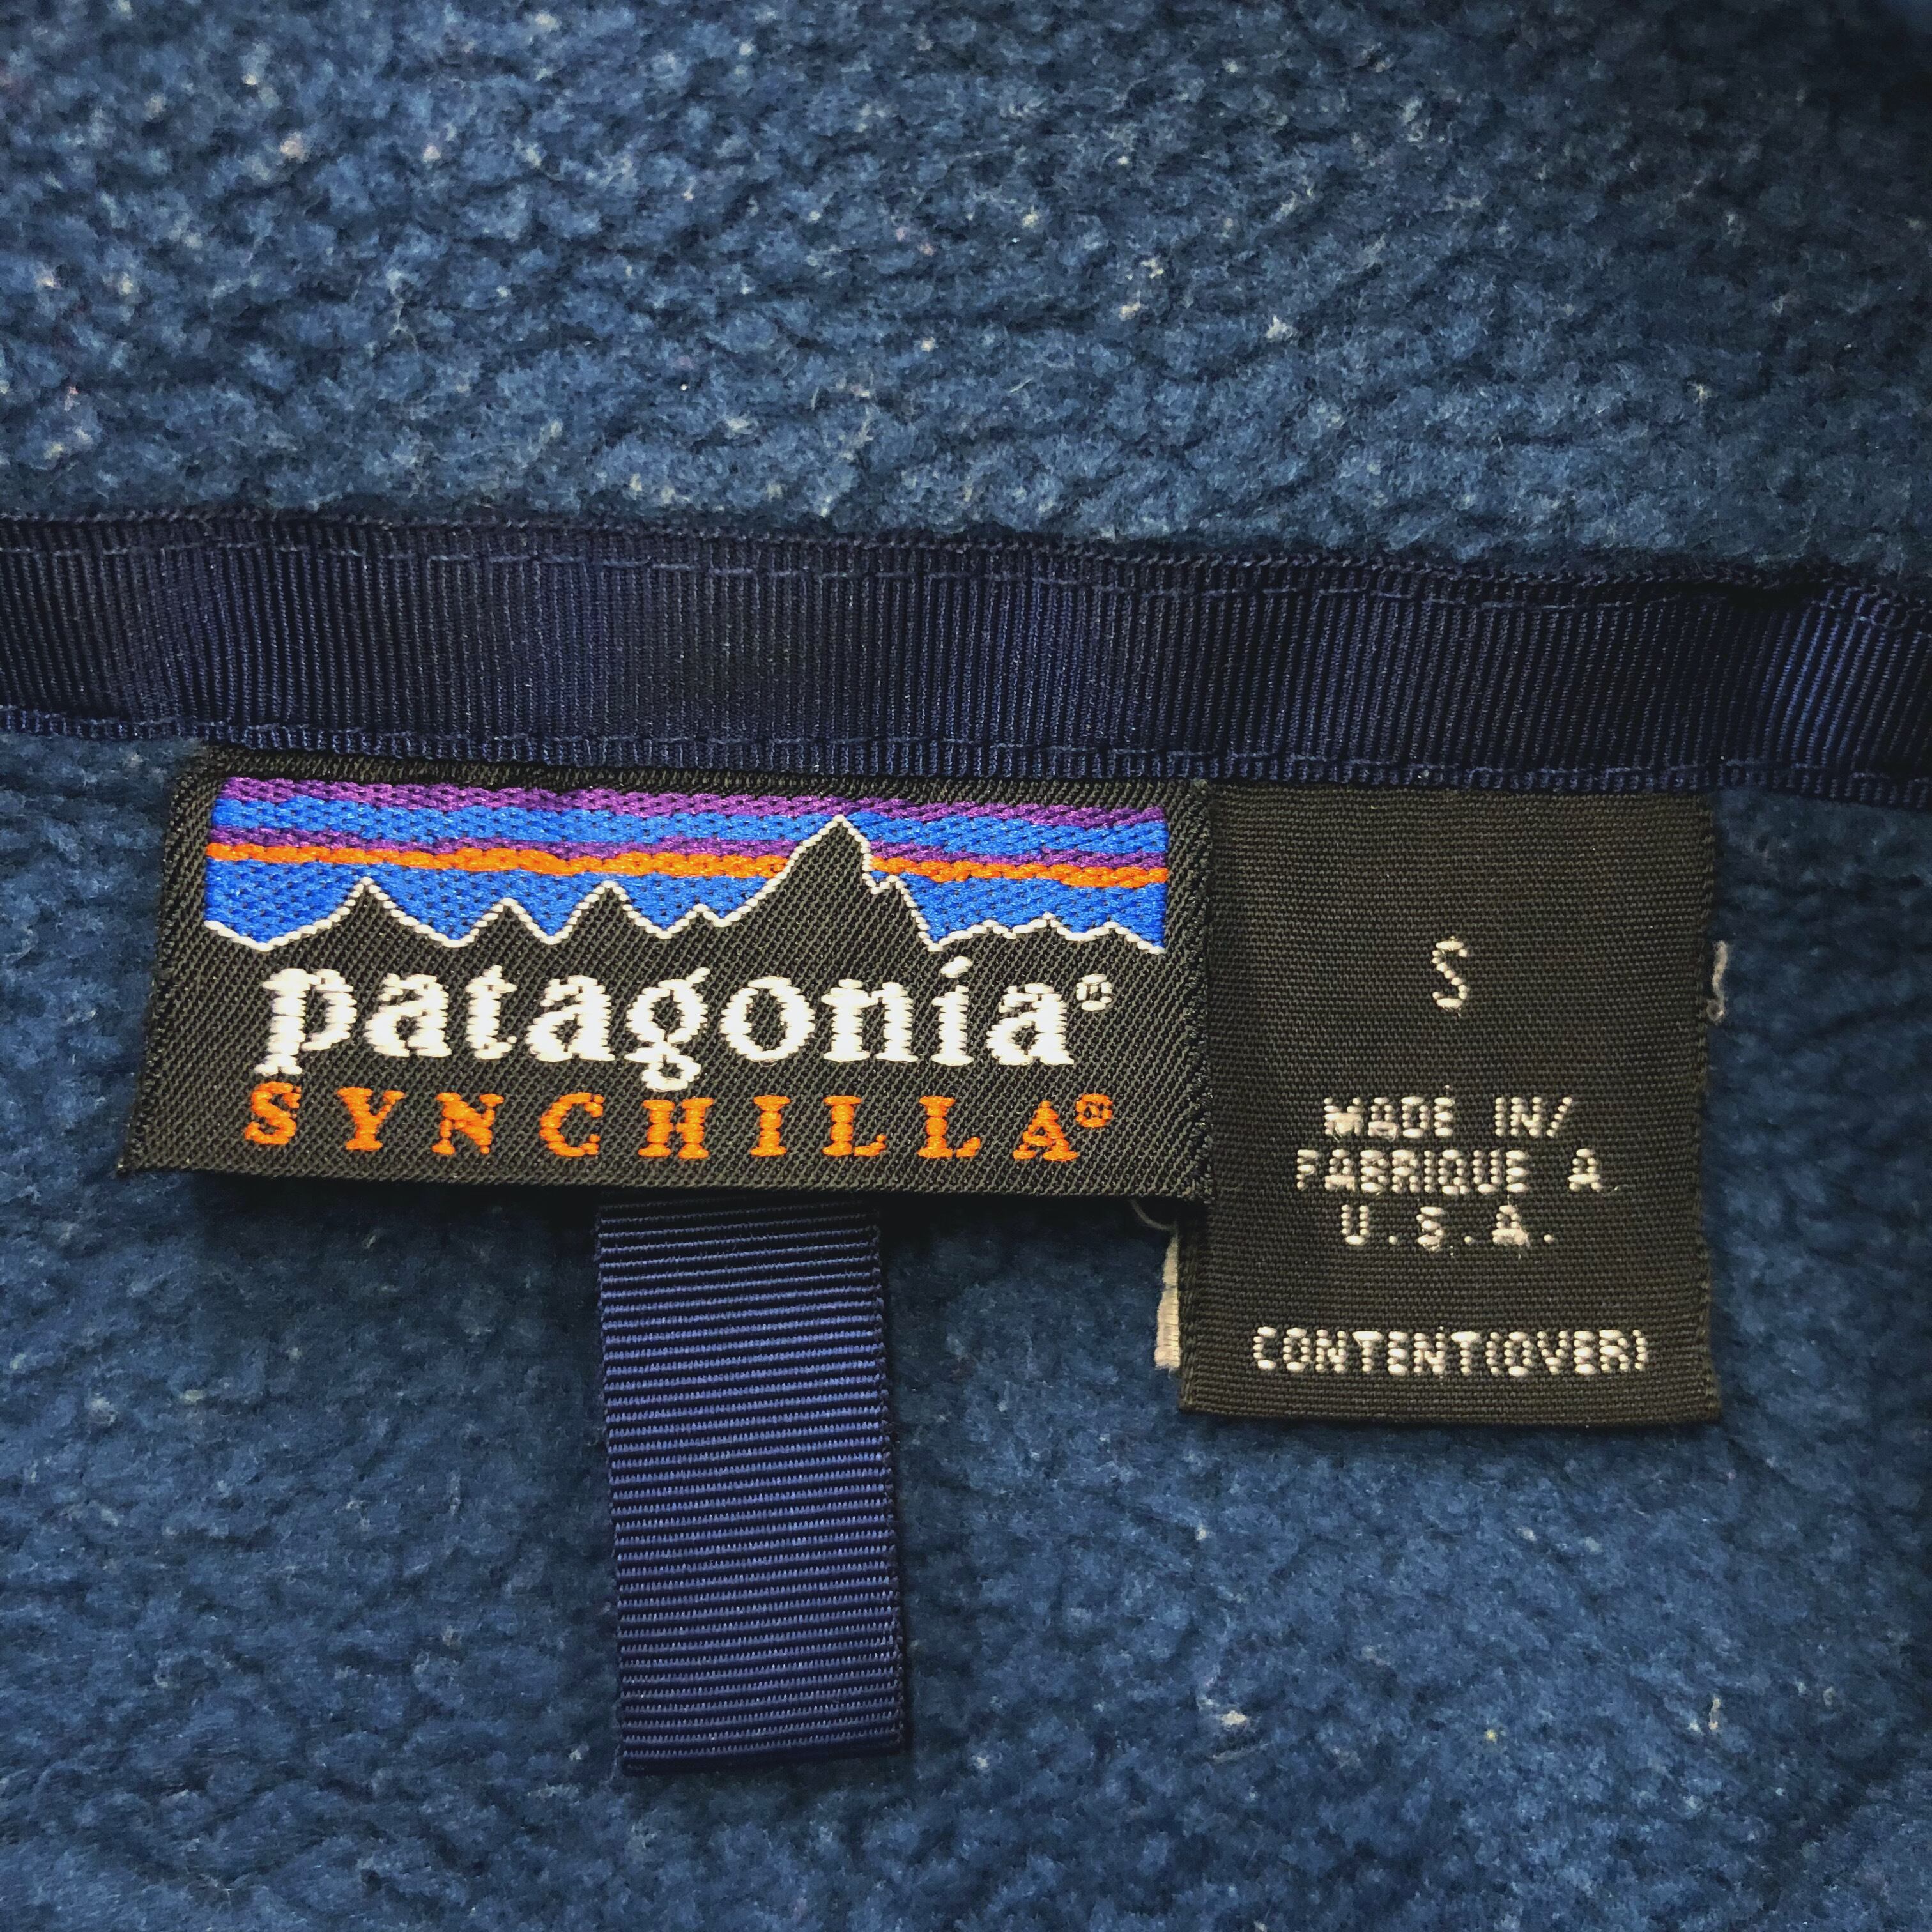 patagonia®
SYNCHILLA®
S
MADE IN/
FABRIQUE A
U.S.A.
CONTENT(OVER)